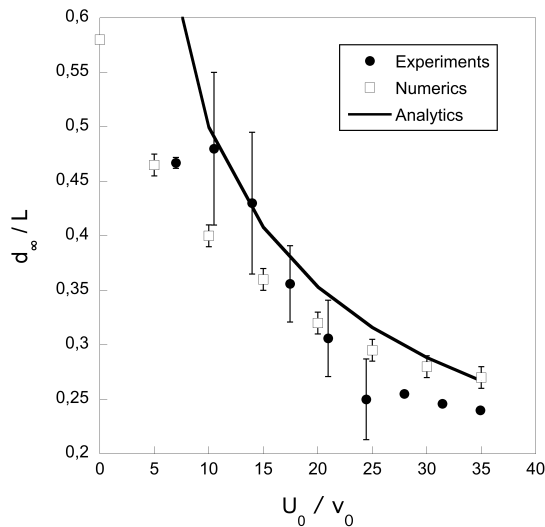 0,6
0,55
0,5
0,45
0,4
0,35
0,3
0,25
0,2
d∞ / L
Experiments
Numerics
Analytics
0 5 10 15 20 25 30 35 40
U₀ / v₀